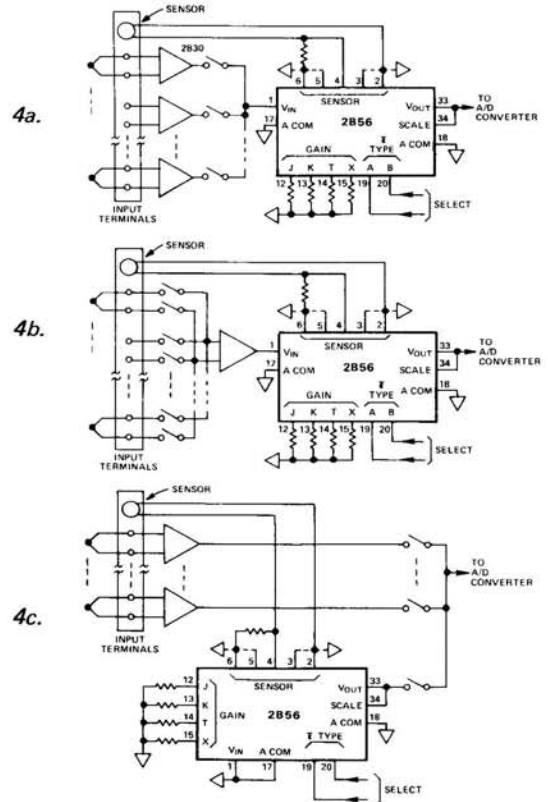 4a.
SENSOR
2B30
INPUT
TERMINALS
6 5 4 3 2
SENSOR
1
VIN
17
A COM
2B56
VOUT
33
SCALE
34
A COM
18
TO
A/D
CONVERTER
GAIN
TYPE
J K T X A B
12 13 14 15 19 20
SELECT
4b.
SENSOR
INPUT
TERMINALS
6 5 4 3 2
SENSOR
1
VIN
17
A COM
2B56
VOUT
33
SCALE
34
A COM
18
TO
A/D
CONVERTER
GAIN
TYPE
J K T X A B
12 13 14 15 19 20
SELECT
4c.
SENSOR
INPUT
TERMINALS
TO
A/D
CONVERTER
6 5 4 3 2
SENSOR
12 J
13 K
14 T
15 X
GAIN
2B56
VOUT
33
SCALE
34
A COM
18
VIN
A COM
TYPE
1 17 19 20
SELECT